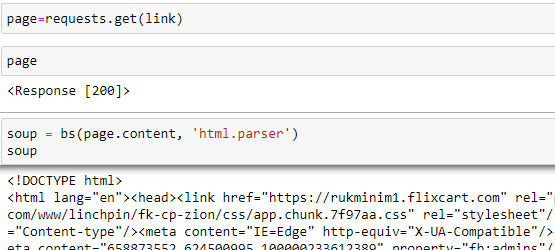 page=requests.get(link)
page
<Response [200]>
soup = bs(page.content, 'html.parser')
soup
<!DOCTYPE html>
<html lang="en"><head><link href="https://rukminim1.flixcart.com" rel="
com/www/linchpin/fk-cp-zion/css/app.chunk.7f97aa.css" rel="stylesheet"/
="Content-type"/><meta content="IE=Edge" http-equiv="X-UA-Compatible"/>
eta content="658873552,624500995,100000233612389" property="fb:admins"